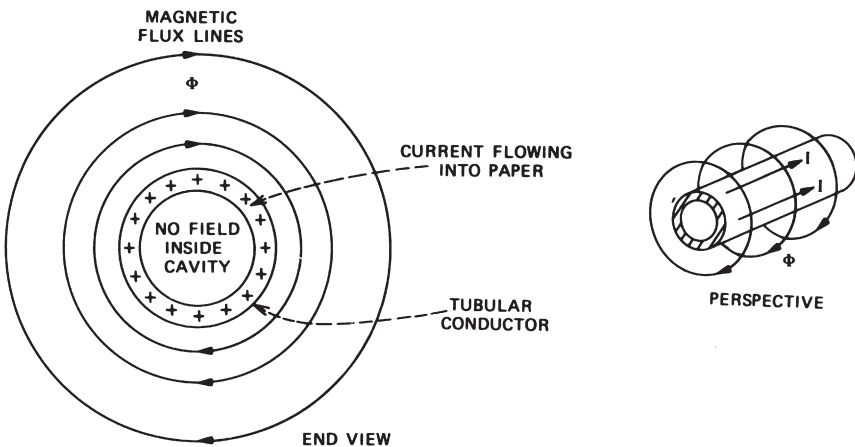 MAGNETIC
FLUX LINES
Φ
CURRENT FLOWING
INTO PAPER
NO FIELD
INSIDE
CAVITY
TUBULAR
CONDUCTOR
END VIEW
I
I
Φ
PERSPECTIVE